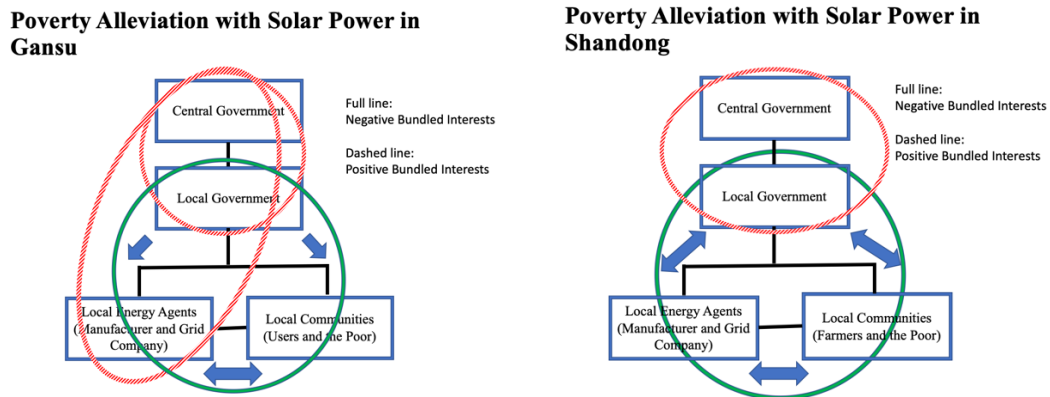 Poverty Alleviation with Solar Power in
Gansu
Central Government
Full line:
Negative Bundled Interests
Dashed line:
Positive Bundled Interests
Local Government
Local Energy Agents
(Manufacturer and Grid
Company)
Local Communities
(Users and the Poor)
Poverty Alleviation with Solar Power in
Shandong
Central Government
Full line:
Negative Bundled Interests
Dashed line:
Positive Bundled Interests
Local Government
Local Energy Agents
(Manufacturer and Grid
Company)
Local Communities
(Farmers and the Poor)